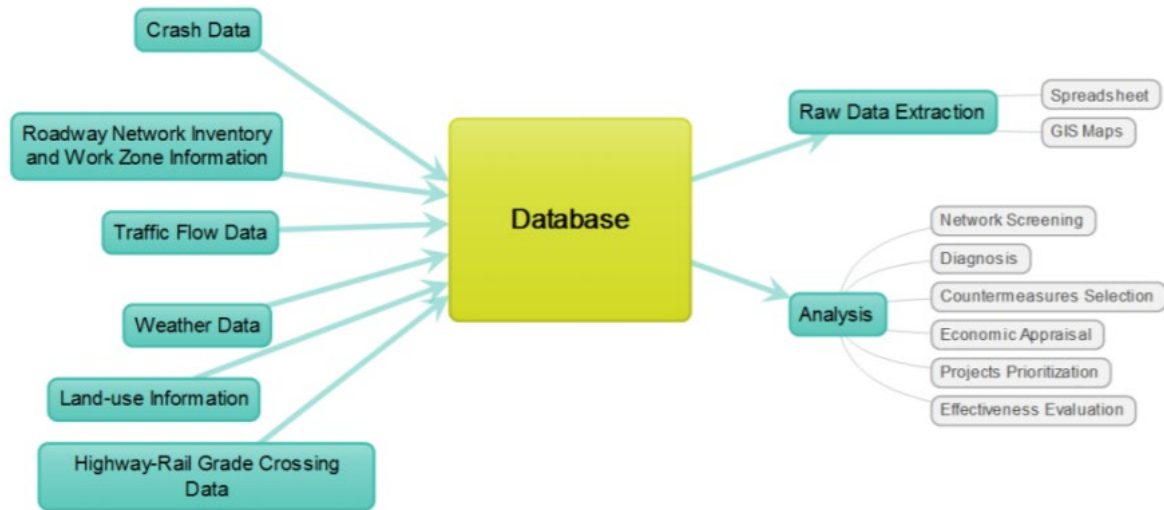 Crash Data
Roadway Network Inventory
and Work Zone Information
Traffic Flow Data
Weather Data
Land-use Information
Highway-Rail Grade Crossing
Data
Database
Raw Data Extraction
Spreadsheet
GIS Maps
Analysis
Network Screening
Diagnosis
Countermeasures Selection
Economic Appraisal
Projects Prioritization
Effectiveness Evaluation